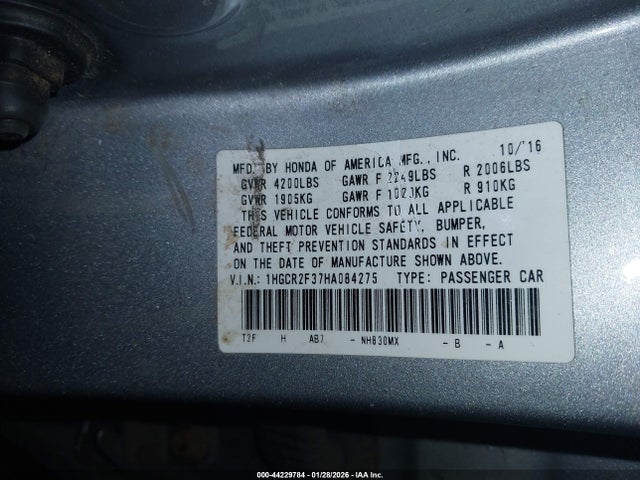 MFD. BY HONDA OF AMERICA MFG., INC. 10/'16
GVWR 4200LBS GAWR F 2249LBS R 2006LBS
GVWR 1905KG GAWR F 1020KG R 910KG
THIS VEHICLE CONFORMS TO ALL APPLICABLE
FEDERAL MOTOR VEHICLE SAFETY, BUMPER,
AND THEFT PREVENTION STANDARDS IN EFFECT
ON THE DATE OF MANUFACTURE SHOWN ABOVE.
V.I.N.: 1HGCR2F37HA084275 TYPE: PASSENGER CAR
T2F H AB7 - NH830MX - B - A
000-44229784 | 01/28/2026 | IAA Inc.